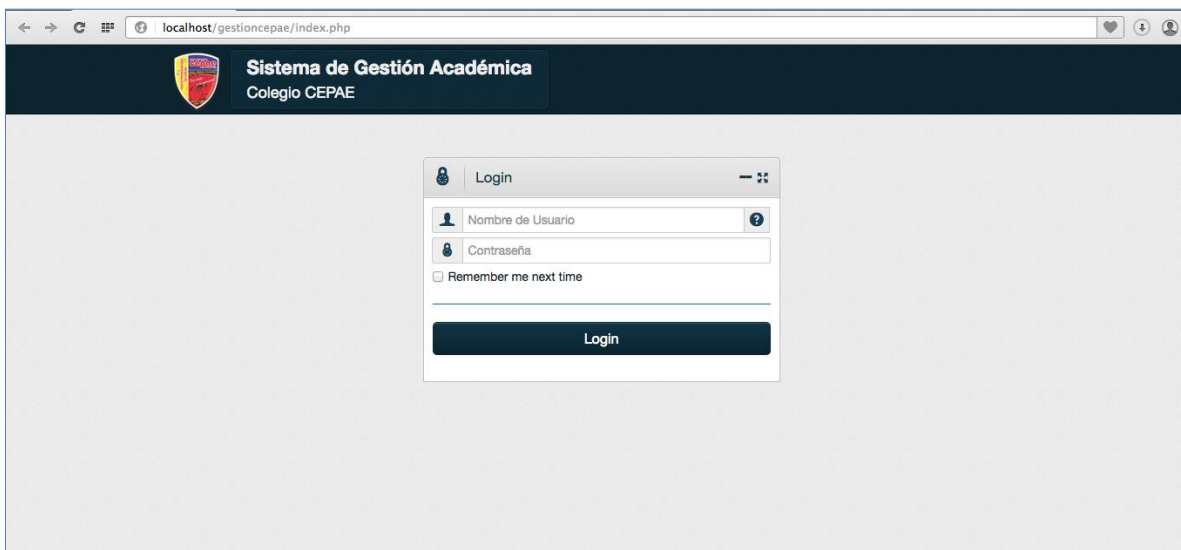 localhost/gestioncepae/index.php
Sistema de Gestión Académica
Colegio CEPAE
Login
Nombre de Usuario
Contraseña
Remember me next time
Login